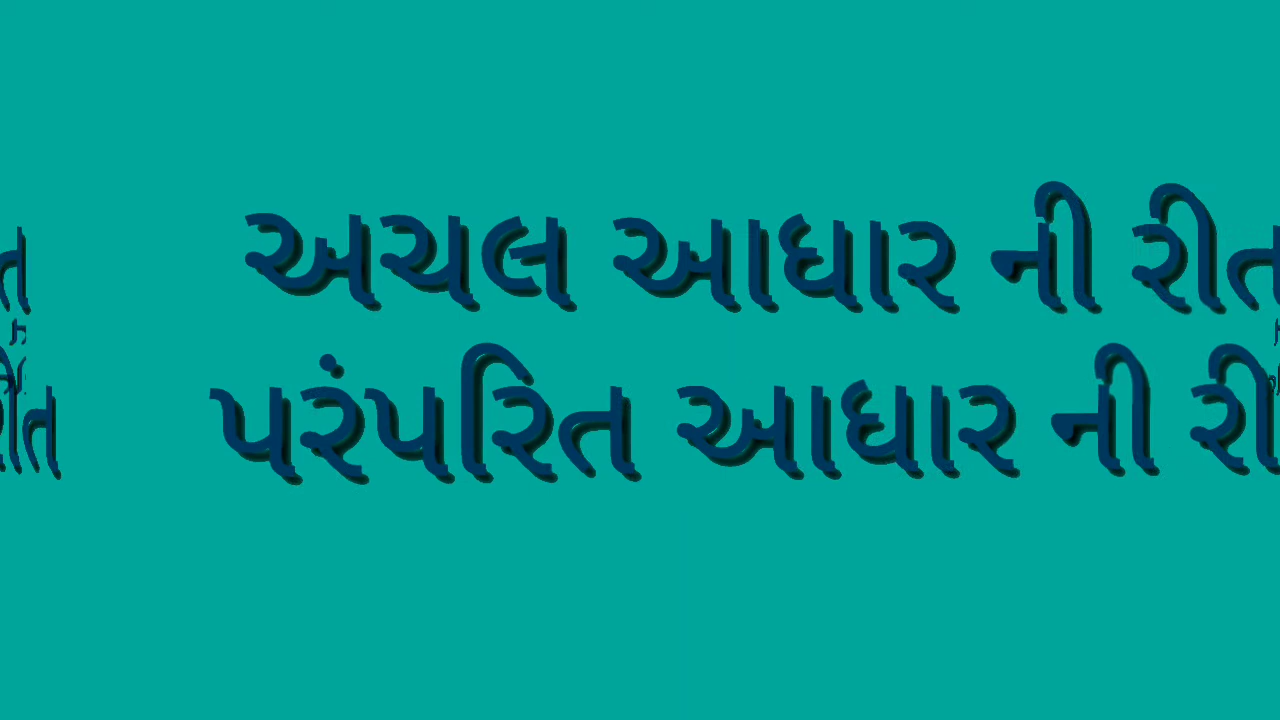 અચલ આધાર ની રીત
પરંપરિત આધાર ની રી